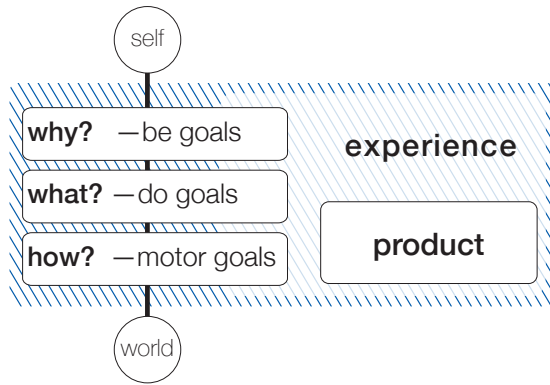 self
why? —be goals
experience
what? —do goals
product
how? —motor goals
world